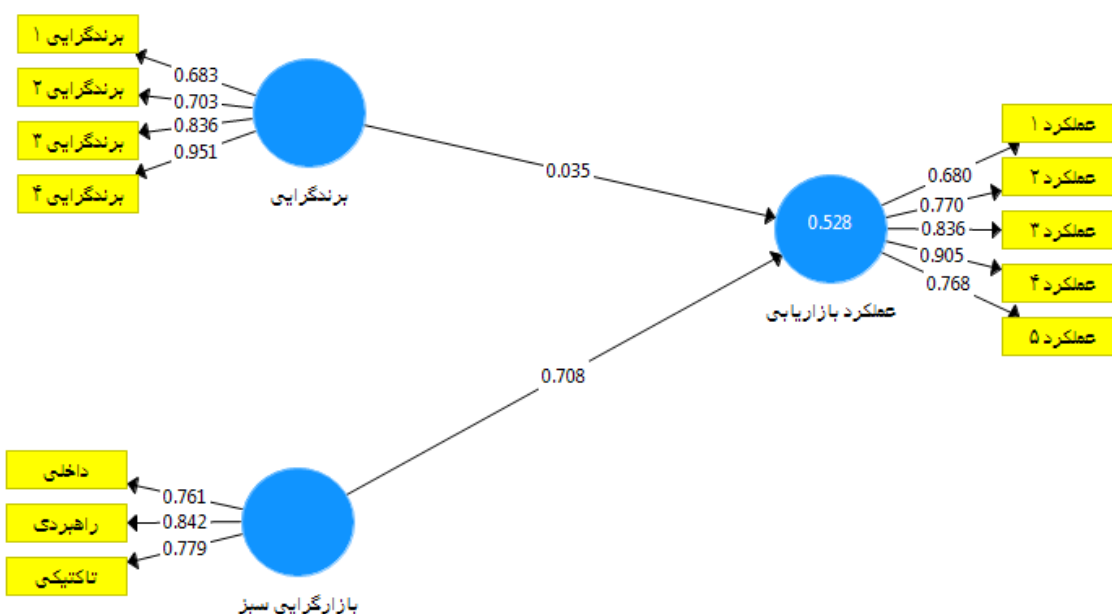 برندگرایی ۱
برندگرایی ۲
برندگرایی ۳
برندگرایی ۴
0.683
0.703
0.836
0.951
برندگرایی
0.035
0.528
عملکرد بازاریابی
0.680
0.770
0.836
0.905
0.768
عملکرد ۱
عملکرد ۲
عملکرد ۳
عملکرد ۴
عملکرد ۵
0.708
داخلی
راهبردی
تاکتیکی
0.761
0.842
0.779
بازارگرایی سبز